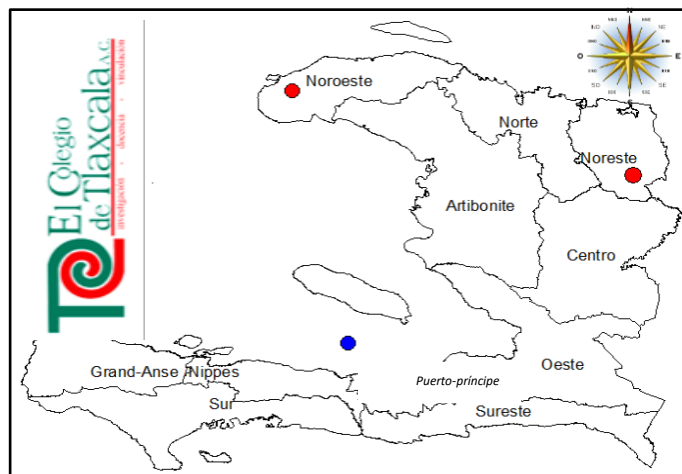 El Colegio
de Tlaxcala A.C.
investigación · docencia · vinculación
N
O
E
Noroeste
Norte
Noreste
Artibonite
Centro
Grand-Anse
Nippes
Oeste
Puerto-príncipe
Sur
Sureste